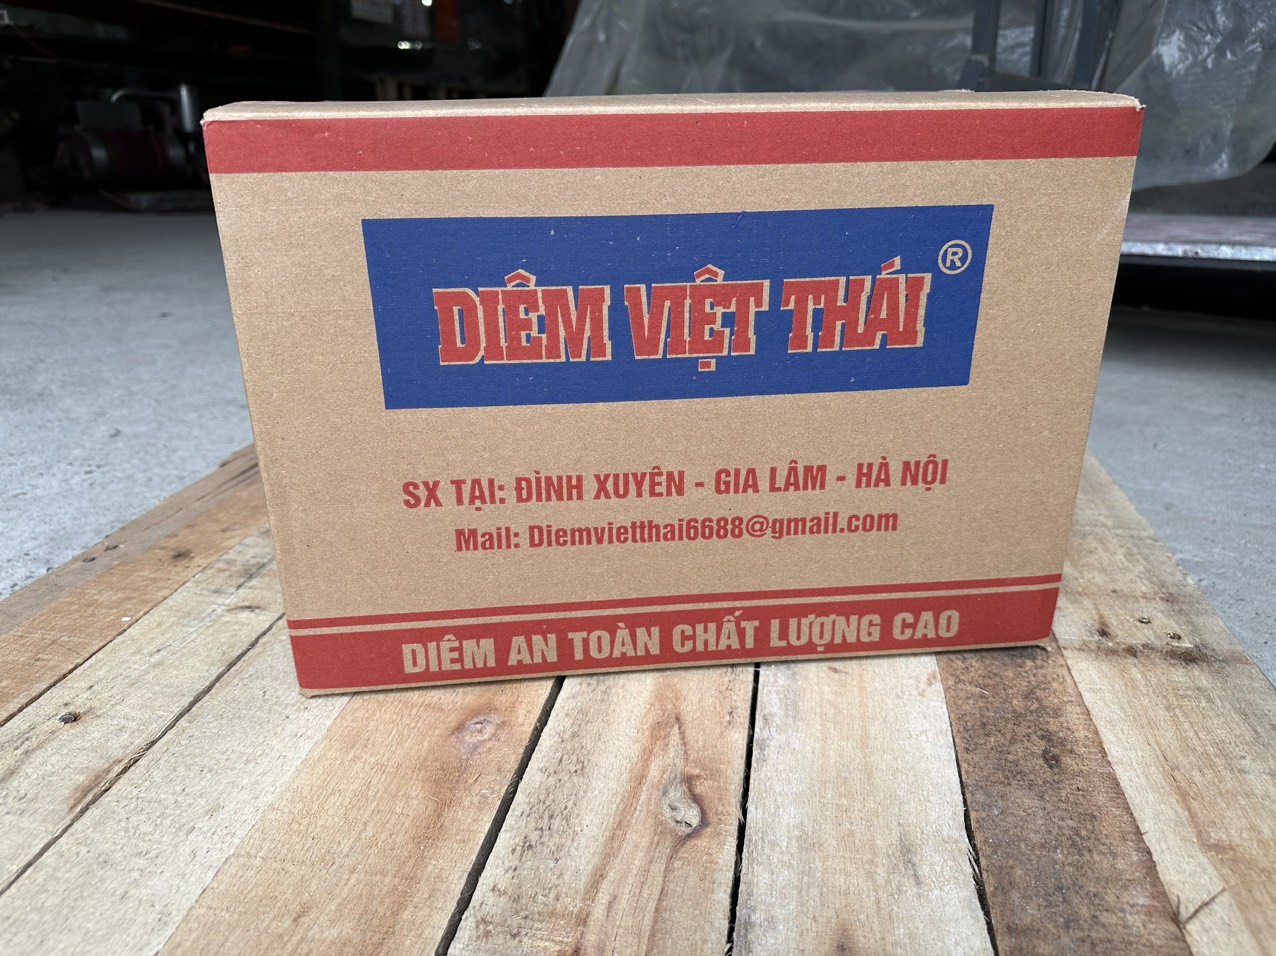 DIÊM VIỆT THÁI ®
SX TẠI: ĐÌNH XUYÊN - GIA LÂM - HÀ NỘI
Mail: Diemvietthai6688@gmail.com
DIÊM AN TOÀN CHẤT LƯỢNG CAO